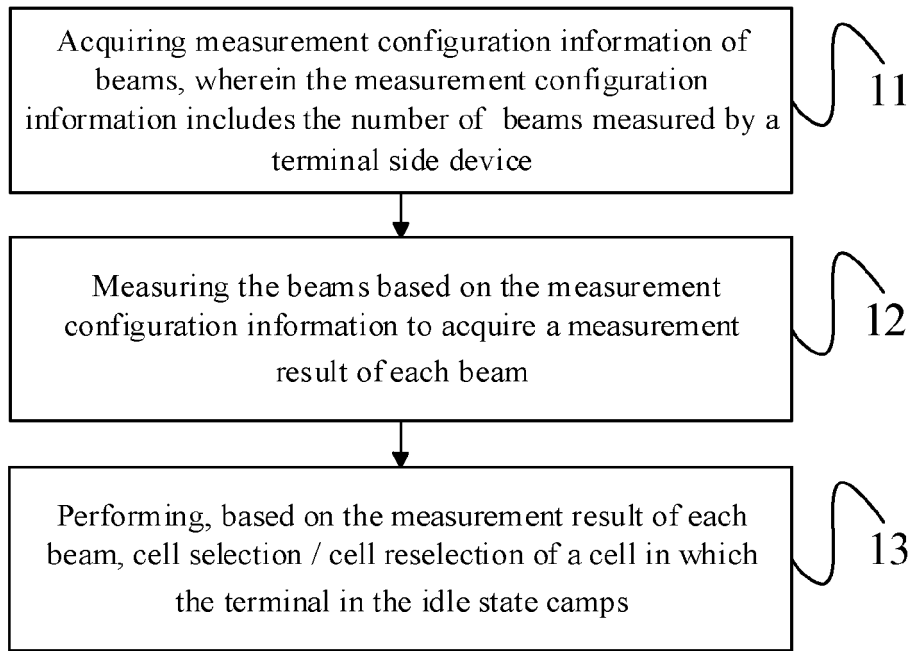 Acquiring measurement configuration information of
beams, wherein the measurement configuration
information includes the number of beams measured by a
terminal side device
11
Measuring the beams based on the measurement
configuration information to acquire a measurement
result of each beam
12
Performing, based on the measurement result of each
beam, cell selection / cell reselection of a cell in which
the terminal in the idle state camps
13